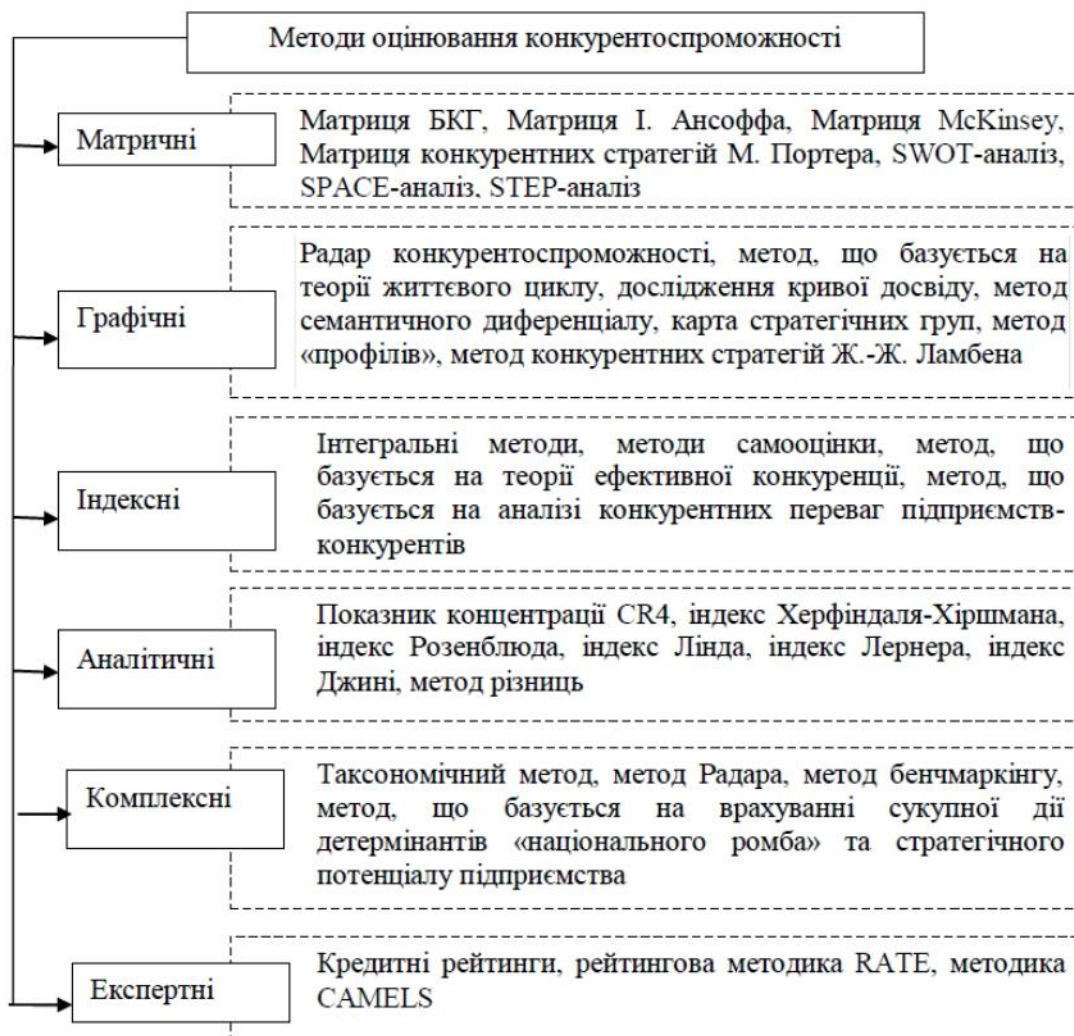 Методи оцінювання конкурентоспроможності
Матричні
Матриця БКГ, Матриця І. Ансоффа, Матриця McKinsey,
Матриця конкурентних стратегій М. Портера, SWOT-аналіз,
SPACE-аналіз, STEP-аналіз
Графічні
Радар конкурентоспроможності, метод, що базується на
теорії життєвого циклу, дослідження кривої досвіду, метод
семантичного диференціалу, карта стратегічних груп, метод
«профілів», метод конкурентних стратегій Ж.-Ж. Ламбена
Індексні
Інтегральні методи, методи самооцінки, метод, що
базується на теорії ефективної конкуренції, метод, що
базується на аналізі конкурентних переваг підприємств-
конкурентів
Аналітичні
Показник концентрації CR4, індекс Херфіндаля-Хіршмана,
індекс Розенблюда, індекс Лінда, індекс Лернера, індекс
Джині, метод різниць
Комплексні
Таксономічний метод, метод Радара, метод бенчмаркінгу,
метод, що базується на врахуванні сукупної дії
детермінантів «національного ромба» та стратегічного
потенціалу підприємства
Експертні
Кредитні рейтинги, рейтингова методика RATE, методика
CAMELS